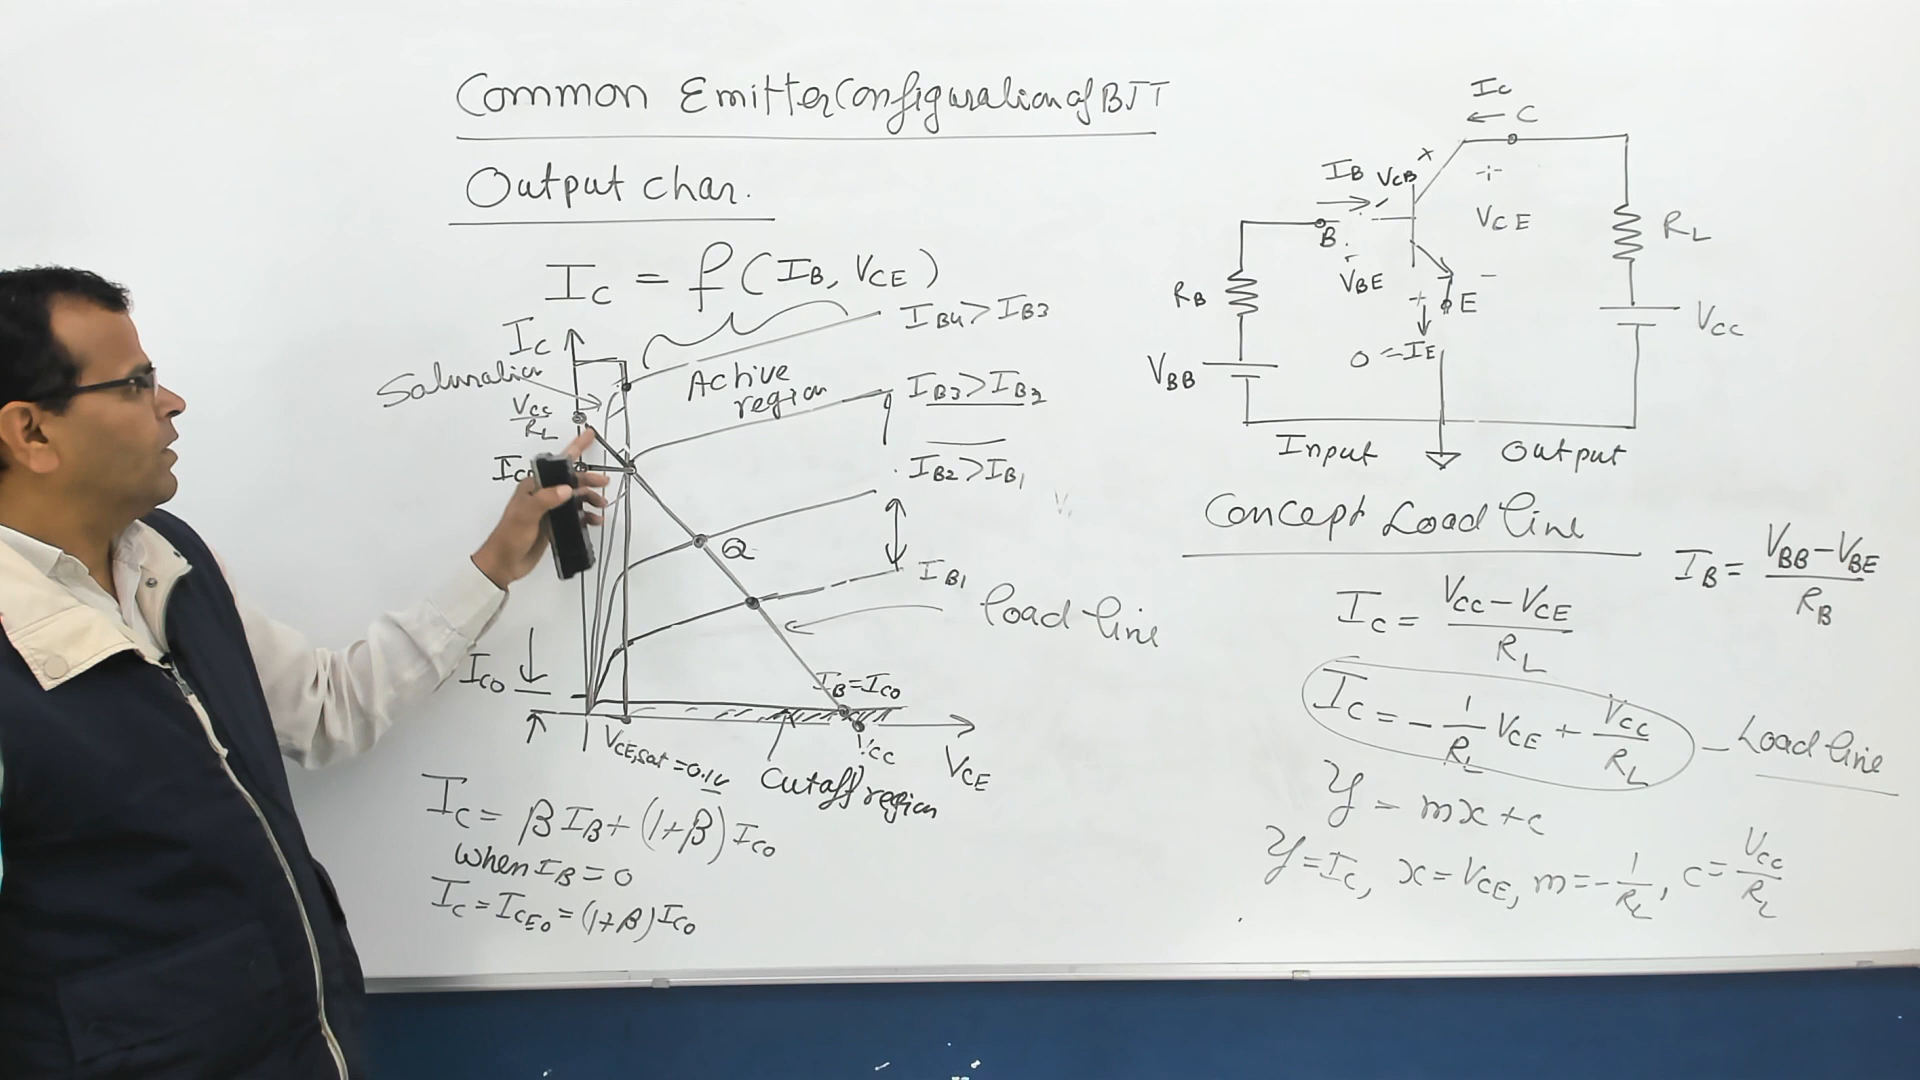 Common Emitter Configuration of BJT
Output char.
I_C = f (I_B, V_CE)
I_C
Saturation
V_CC / R_L
Active region
I_B4 > I_B3
I_B3 > I_B2
I_B2 > I_B1
I_B1
Q
load line
I_CO
I_B = I_CO
V_CE,sat = 0.1V
V_CC
V_CE
Cutoff region
I_C = β I_B + (1+β) I_CO
when I_B = 0
I_C = I_CEO = (1+β) I_CO
I_C
C
I_B
V_CB
+
V_CE
−
B
V_BE
+
E
0 = I_E
R_B
V_BB
R_L
V_CC
Input
Output
Concept Load line
I_B = (V_BB − V_BE) / R_B
I_C = (V_CC − V_CE) / R_L
I_C = − 1/R_L V_CE + V_CC/R_L − Load line
y = mx + c
y = I_C, x = V_CE, m = − 1/R_L, c = V_CC/R_L